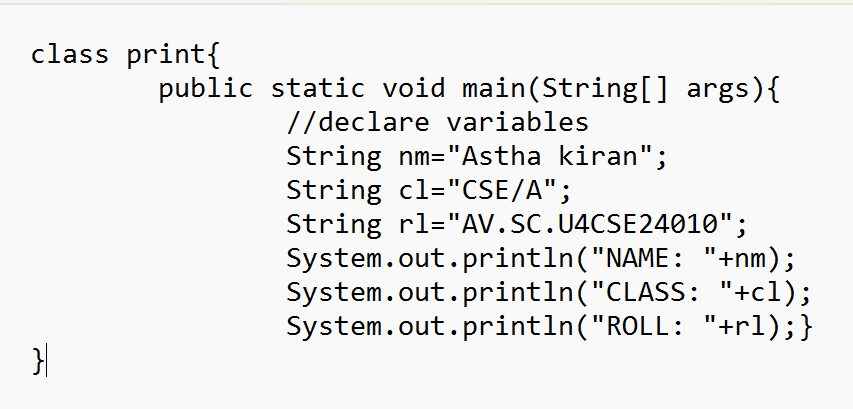 class print{
        public static void main(String[] args){
                //declare variables
                String nm="Astha kiran";
                String cl="CSE/A";
                String rl="AV.SC.U4CSE24010";
                System.out.println("NAME: "+nm);
                System.out.println("CLASS: "+cl);
                System.out.println("ROLL: "+rl);}
}